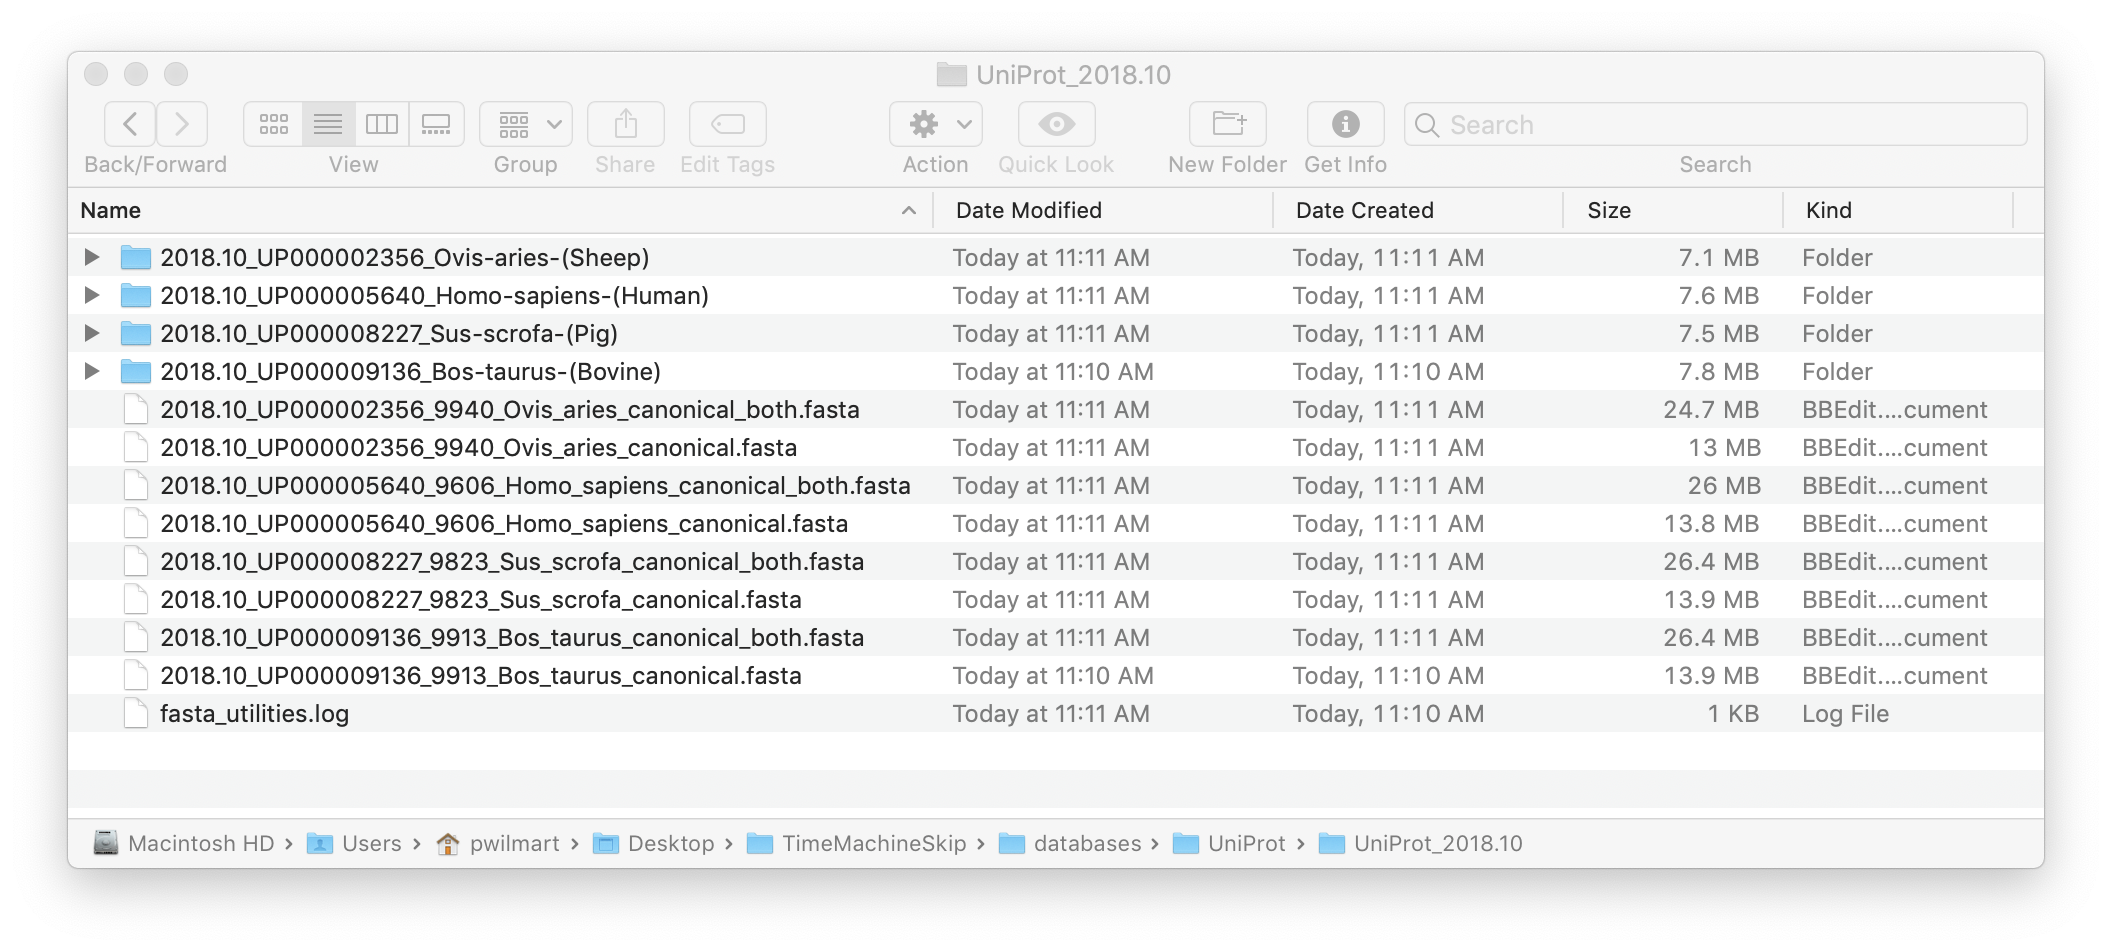 UniProt_2018.10
Back/Forward View Group Share Edit Tags Action Quick Look New Folder Get Info Search Search
Name Date Modified Date Created Size Kind
2018.10_UP000002356_Ovis-aries-(Sheep) Today at 11:11 AM Today, 11:11 AM 7.1 MB Folder
2018.10_UP000005640_Homo-sapiens-(Human) Today at 11:11 AM Today, 11:11 AM 7.6 MB Folder
2018.10_UP000008227_Sus-scrofa-(Pig) Today at 11:11 AM Today, 11:11 AM 7.5 MB Folder
2018.10_UP000009136_Bos-taurus-(Bovine) Today at 11:10 AM Today, 11:10 AM 7.8 MB Folder
2018.10_UP000002356_9940_Ovis_aries_canonical_both.fasta Today at 11:11 AM Today, 11:11 AM 24.7 MB BBEdit....cument
2018.10_UP000002356_9940_Ovis_aries_canonical.fasta Today at 11:11 AM Today, 11:11 AM 13 MB BBEdit....cument
2018.10_UP000005640_9606_Homo_sapiens_canonical_both.fasta Today at 11:11 AM Today, 11:11 AM 26 MB BBEdit....cument
2018.10_UP000005640_9606_Homo_sapiens_canonical.fasta Today at 11:11 AM Today, 11:11 AM 13.8 MB BBEdit....cument
2018.10_UP000008227_9823_Sus_scrofa_canonical_both.fasta Today at 11:11 AM Today, 11:11 AM 26.4 MB BBEdit....cument
2018.10_UP000008227_9823_Sus_scrofa_canonical.fasta Today at 11:11 AM Today, 11:11 AM 13.9 MB BBEdit....cument
2018.10_UP000009136_9913_Bos_taurus_canonical_both.fasta Today at 11:11 AM Today, 11:11 AM 26.4 MB BBEdit....cument
2018.10_UP000009136_9913_Bos_taurus_canonical.fasta Today at 11:10 AM Today, 11:10 AM 13.9 MB BBEdit....cument
fasta_utilities.log Today at 11:11 AM Today, 11:10 AM 1 KB Log File
Macintosh HD › Users › pwilmart › Desktop › TimeMachineSkip › databases › UniProt › UniProt_2018.10